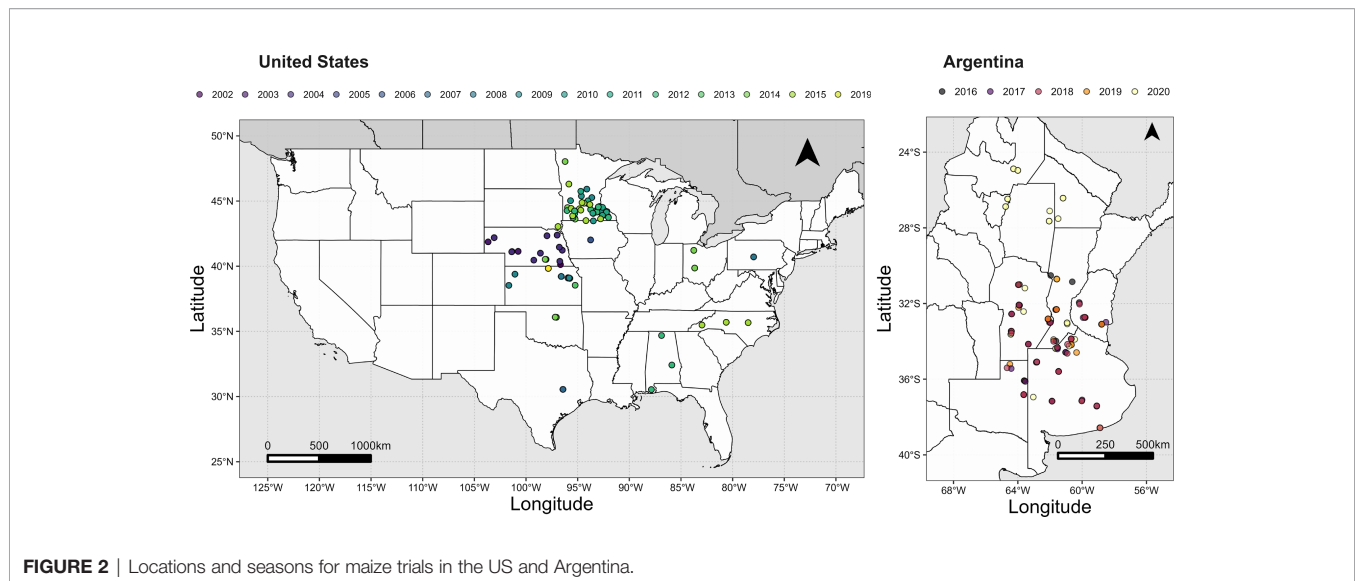 United States
2002 2003 2004 2005 2006 2007 2008 2009 2010 2011 2012 2013 2014 2015 2019
50°N
45°N
40°N
35°N
30°N
25°N
Latitude
0 500 1000km
125°W 120°W 115°W 110°W 105°W 100°W 95°W 90°W 85°W 80°W 75°W 70°W
Longitude
Argentina
2016 2017 2018 2019 2020
24°S
28°S
32°S
36°S
40°S
Latitude
0 250 500km
68°W 64°W 60°W 56°W
Longitude
FIGURE 2 | Locations and seasons for maize trials in the US and Argentina.